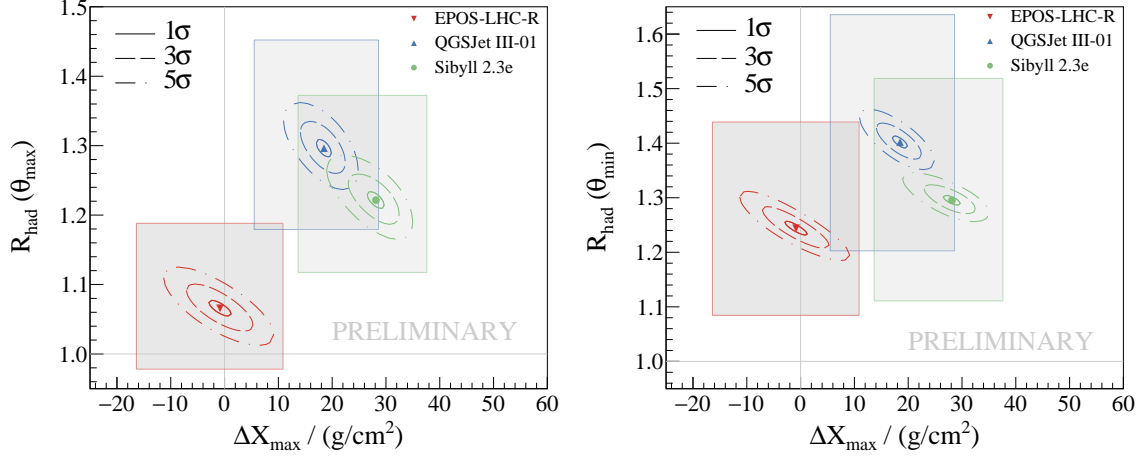 1.5
1.4
1.3
1.2
1.1
1.0
R_had (θ_max)
1σ
3σ
5σ
EPOS-LHC-R
QGSJet III-01
Sibyll 2.3e
PRELIMINARY
−20 −10 0 10 20 30 40 50 60
ΔX_max / (g/cm²)
1.6
1.5
1.4
1.3
1.2
1.1
1.0
R_had (θ_min)
1σ
3σ
5σ
EPOS-LHC-R
QGSJet III-01
Sibyll 2.3e
PRELIMINARY
−20 −10 0 10 20 30 40 50 60
ΔX_max / (g/cm²)